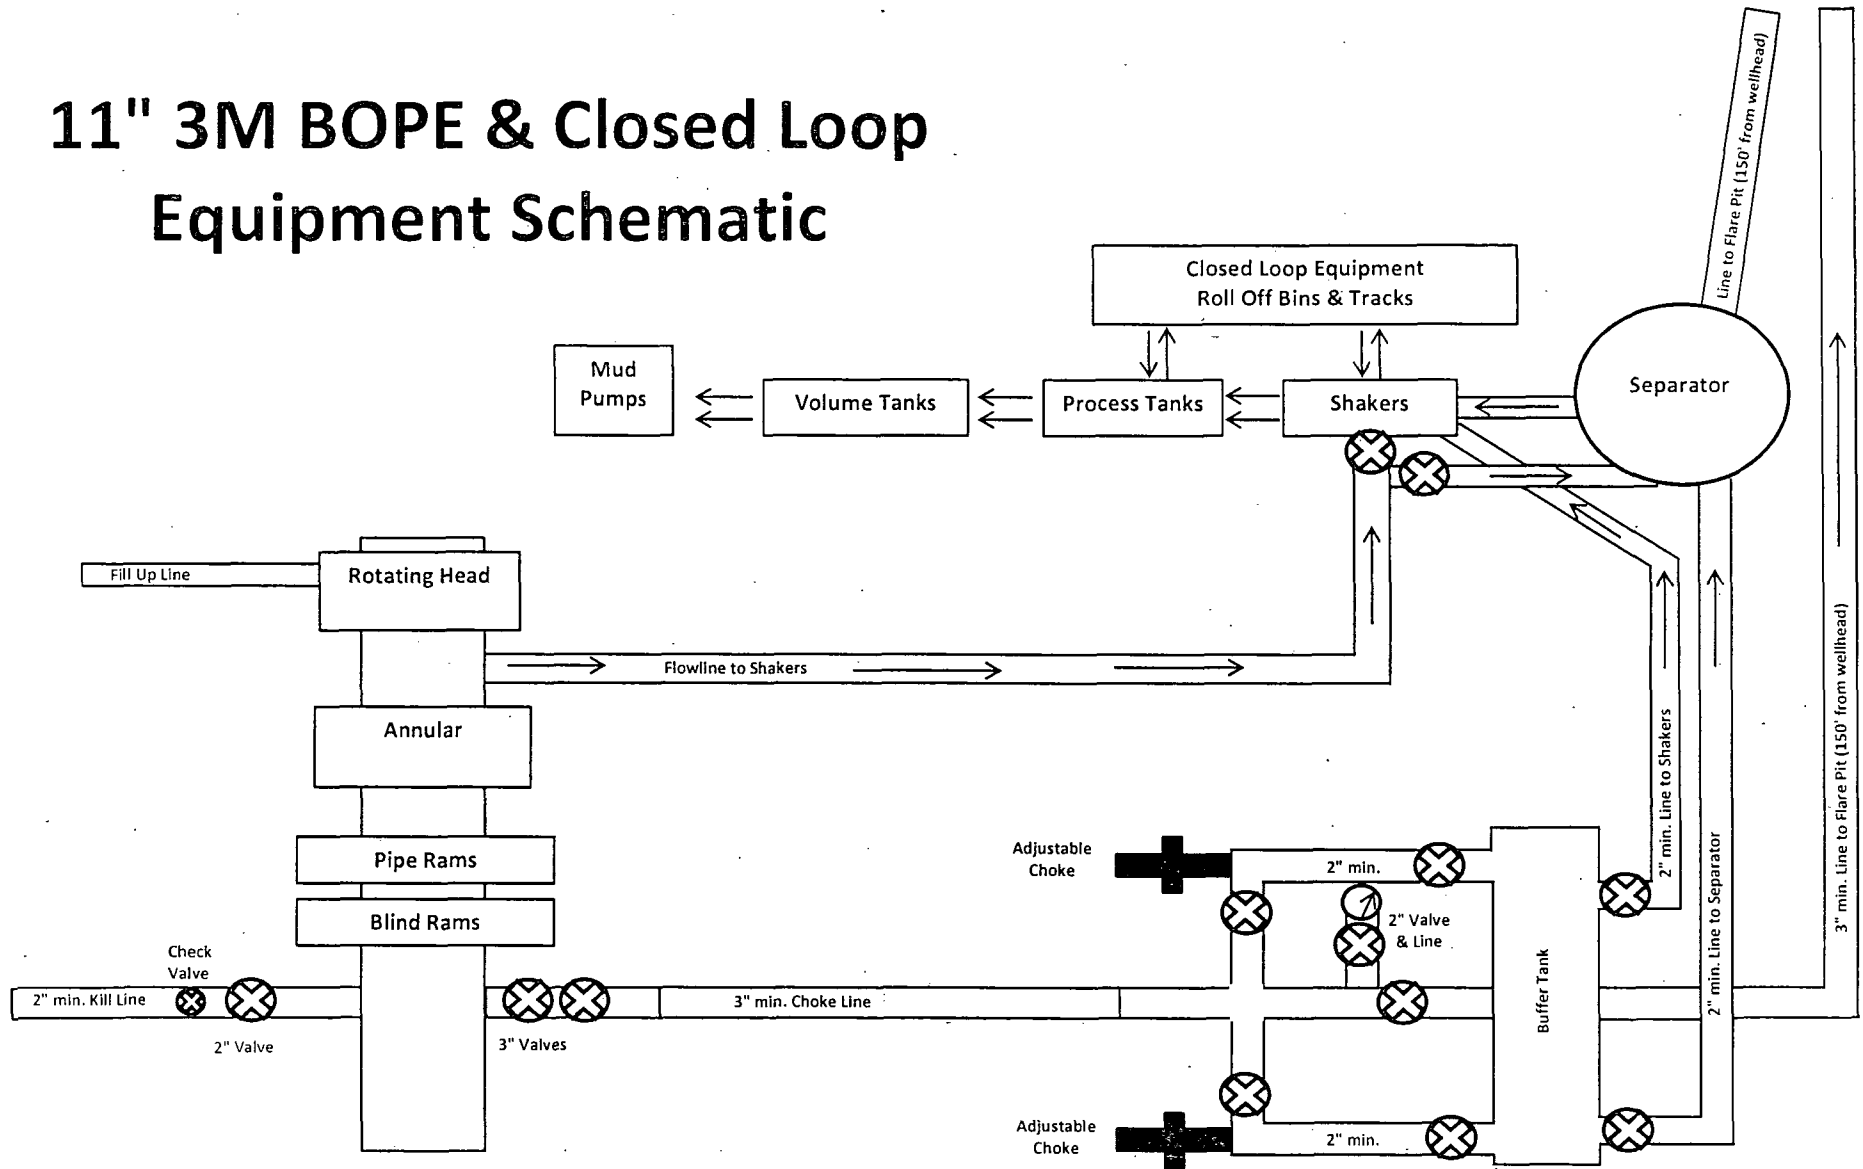 11" 3M BOPE & Closed Loop
Equipment Schematic
Line to Flare Pit (150' from wellhead)
Closed Loop Equipment
Roll Off Bins & Tracks
Mud
Pumps
Volume Tanks
Process Tanks
Shakers
Separator
Fill Up Line
Rotating Head
Flowline to Shakers
Annular
Pipe Rams
Blind Rams
Check
Valve
2" min. Kill Line
2" Valve
3" Valves
3" min. Choke Line
Adjustable
Choke
2" min.
2" Valve
& Line
Adjustable
Choke
2" min.
Buffer Tank
2" min. Line to Shakers
2" min. Line to Separator
3" min. Line to Flare Pit (150' from wellhead)